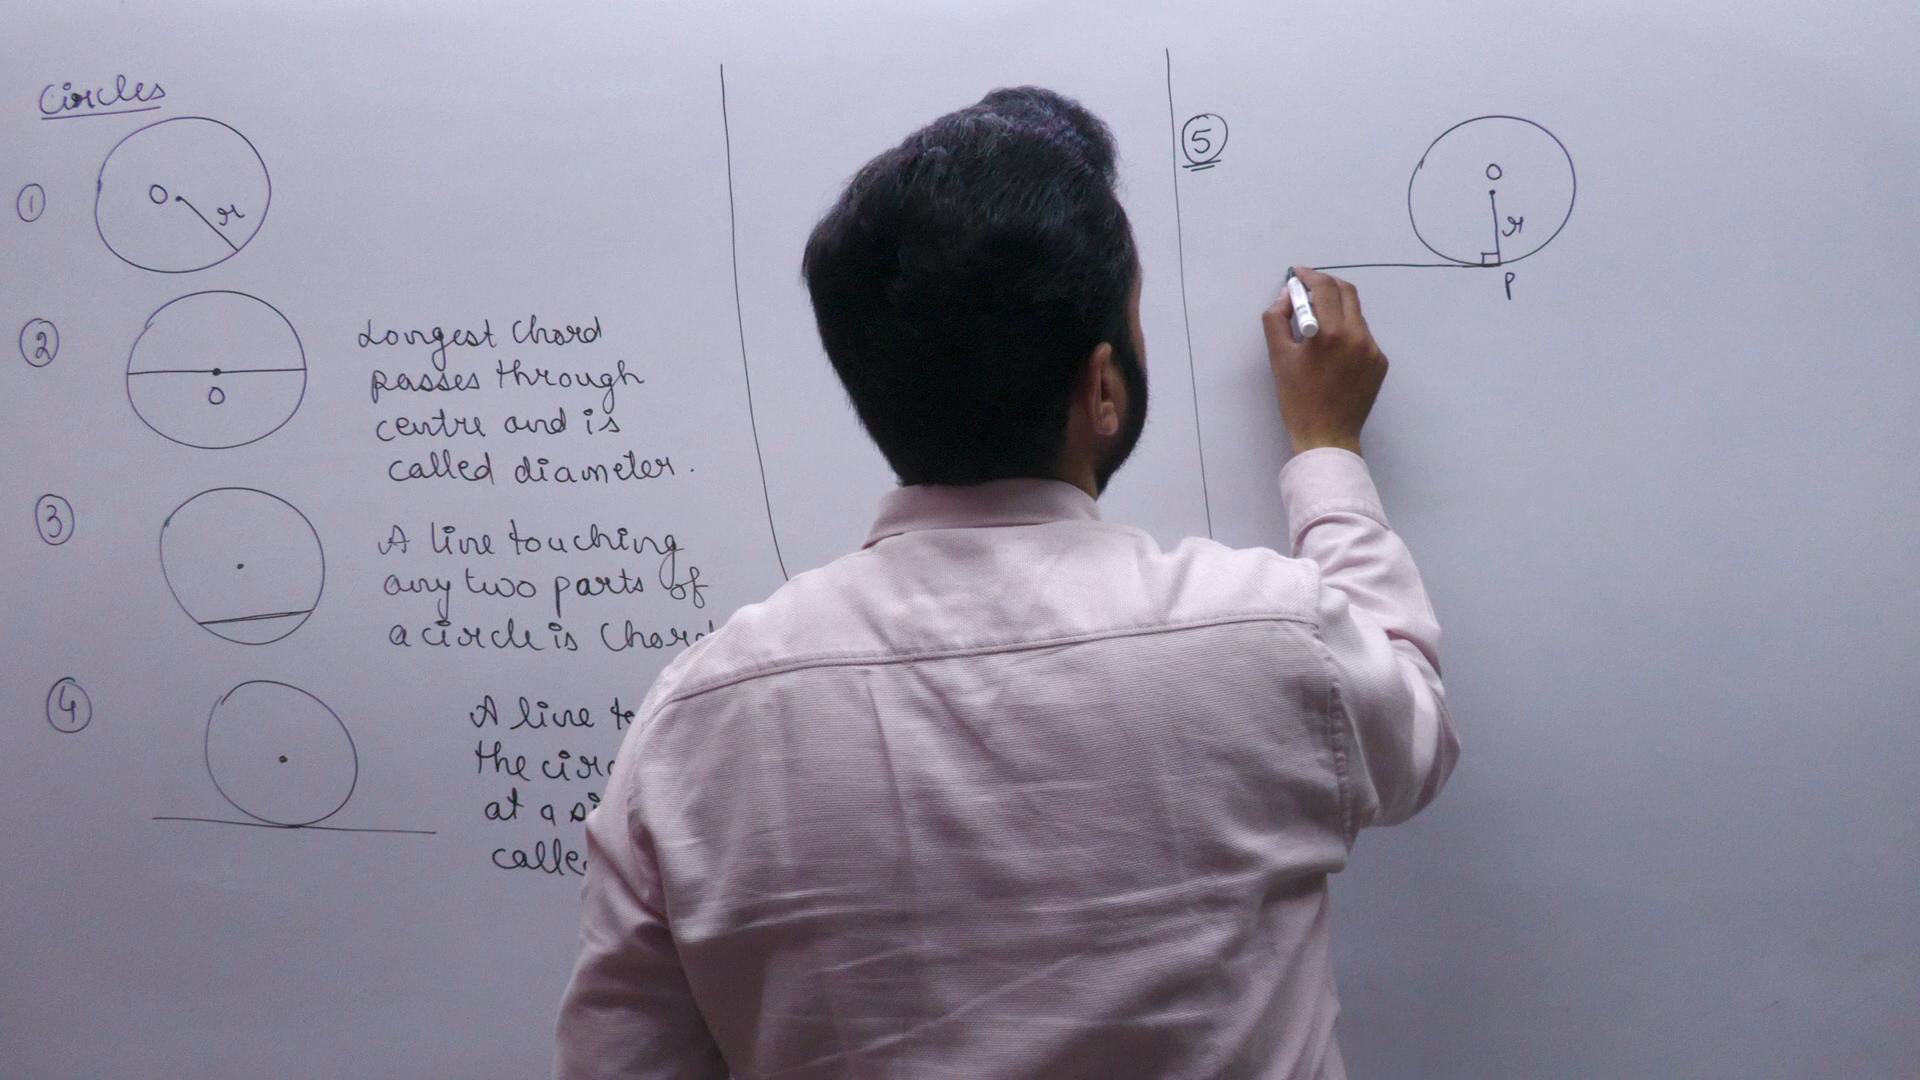 Circles
1
O r
2
O
Longest Chord
passes through
centre and is
called diameter.
3
A line touching
any two parts of
a circle is Chord
4
A line
the
at a
5
O
r
P